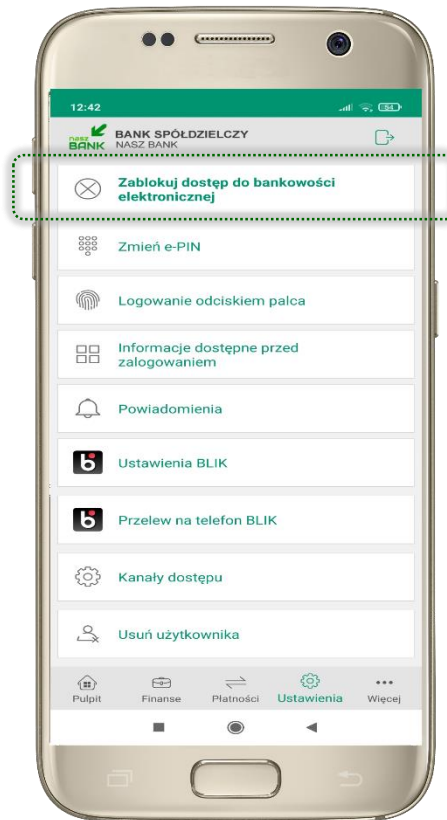 12:42
54
nasz
BANK
BANK SPÓŁDZIELCZY
NASZ BANK
Zablokuj dostęp do bankowości
elektronicznej
Zmień e-PIN
Logowanie odciskiem palca
Informacje dostępne przed
zalogowaniem
Powiadomienia
Ustawienia BLIK
Przelew na telefon BLIK
Kanały dostępu
Usuń użytkownika
Pulpit Finanse Płatności Ustawienia Więcej